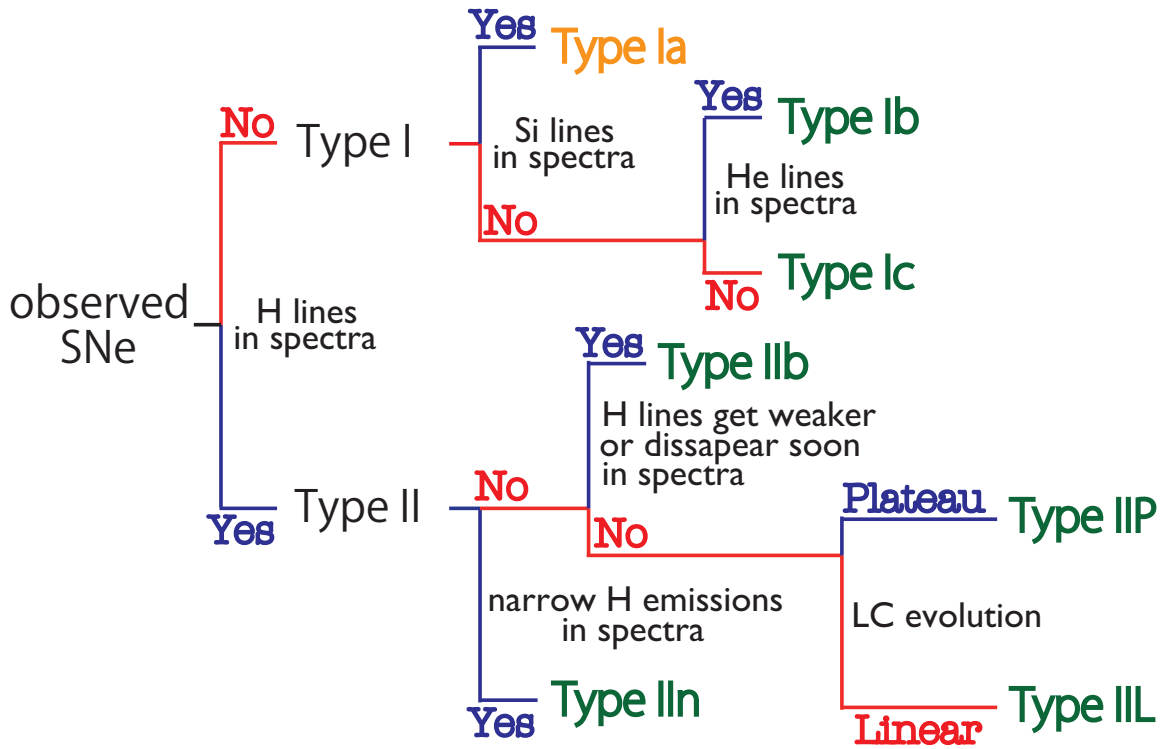 Yes
Type Ia
No
Type I
Si lines
in spectra
Yes
Type Ib
He lines
in spectra
No
Type Ic
No
observed
SNe
H lines
in spectra
Yes
Type IIb
H lines get weaker
or dissapear soon
in spectra
Yes
Type II
No
No
Plateau
Type IIP
narrow H emissions
in spectra
LC evolution
Yes
Type IIn
Linear
Type IIL